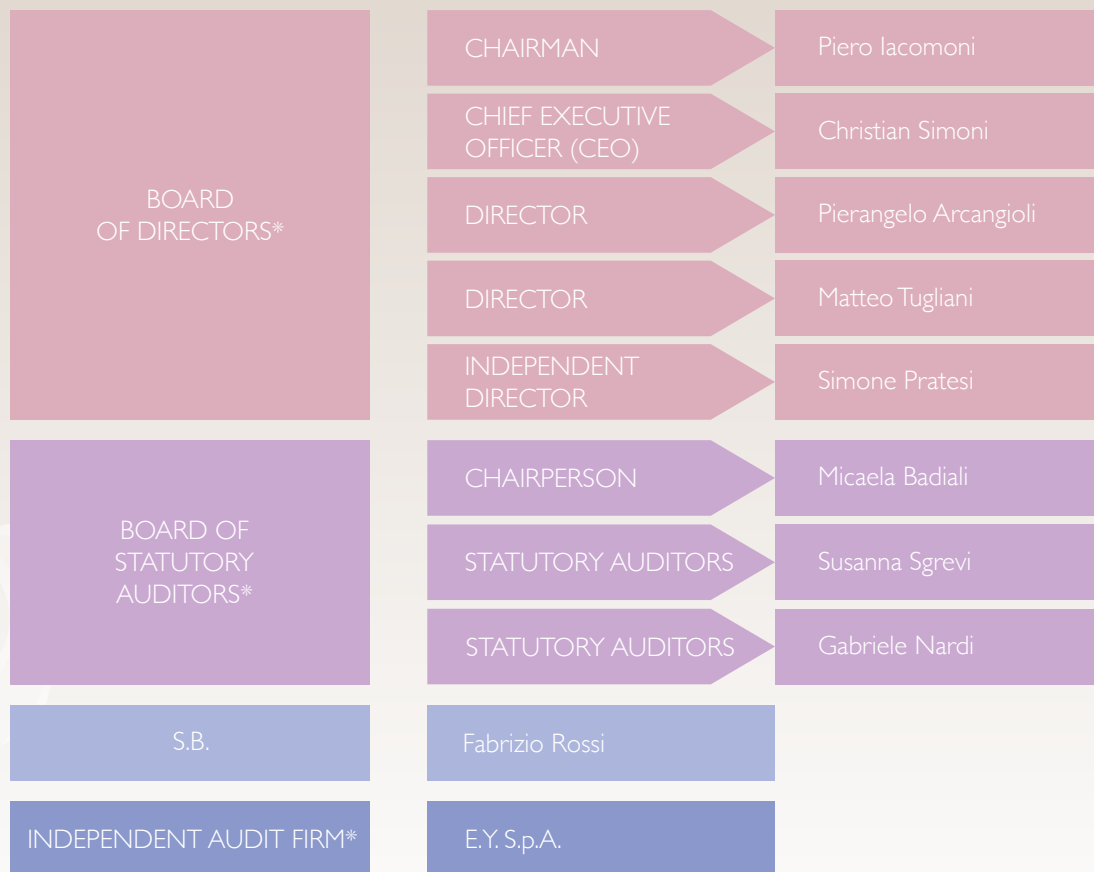 BOARD
OF DIRECTORS*
CHAIRMAN
Piero Iacomoni
CHIEF EXECUTIVE
OFFICER (CEO)
Christian Simoni
DIRECTOR
Pierangelo Arcangioli
DIRECTOR
Matteo Tugliani
INDEPENDENT
DIRECTOR
Simone Pratesi
BOARD OF
STATUTORY
AUDITORS*
CHAIRPERSON
Micaela Badiali
STATUTORY AUDITORS
Susanna Sgrevi
STATUTORY AUDITORS
Gabriele Nardi
S.B.
Fabrizio Rossi
INDEPENDENT AUDIT FIRM*
E.Y. S.p.A.